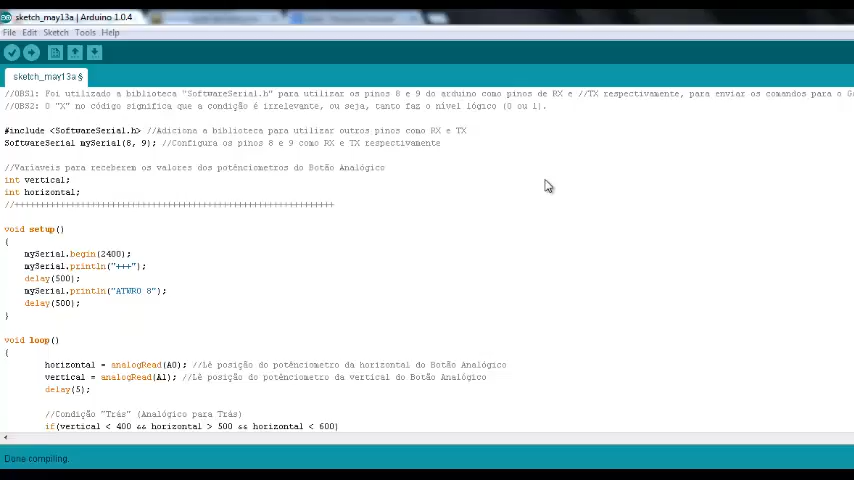 sketch_may13a | Arduino 1.0.4
File Edit Sketch Tools Help
sketch_may13a §
//OBS1: Foi utilizado a biblioteca "SoftwareSerial.h" para utilizar os pinos 8 e 9 do arduino como pinos de RX e //TX respectivamente, para enviar os comandos para o
//OBS2: O "X" no código significa que a condição é irrelevante, ou seja, tanto faz o nível lógico (0 ou 1).
#include <SoftwareSerial.h> //Adiciona a biblioteca para utilizar outros pinos como RX e TX
SoftwareSerial mySerial(8, 9); //Configura os pinos 8 e 9 como RX e TX respectivamente
//Variaveis para receberem os valores dos potênciometros do Botão Analógico
int vertical;
int horizontal;
//++++++++++++++++++++++++++++++++++++++++++++++++++++++++++++++
void setup()
{
mySerial.begin(2400);
mySerial.println("+++");
delay(500);
mySerial.println("ATWRO 8");
delay(500);
}
void loop()
{
horizontal = analogRead(A0); //Lê posição do potênciometro da horizontal do Botão Analógico
vertical = analogRead(A1); //Lê posição do potênciometro da vertical do Botão Analógico
delay(5);
//Condição "Trás" (Analógico para Trás)
if(vertical < 400 && horizontal > 500 && horizontal < 600)
Done compiling.